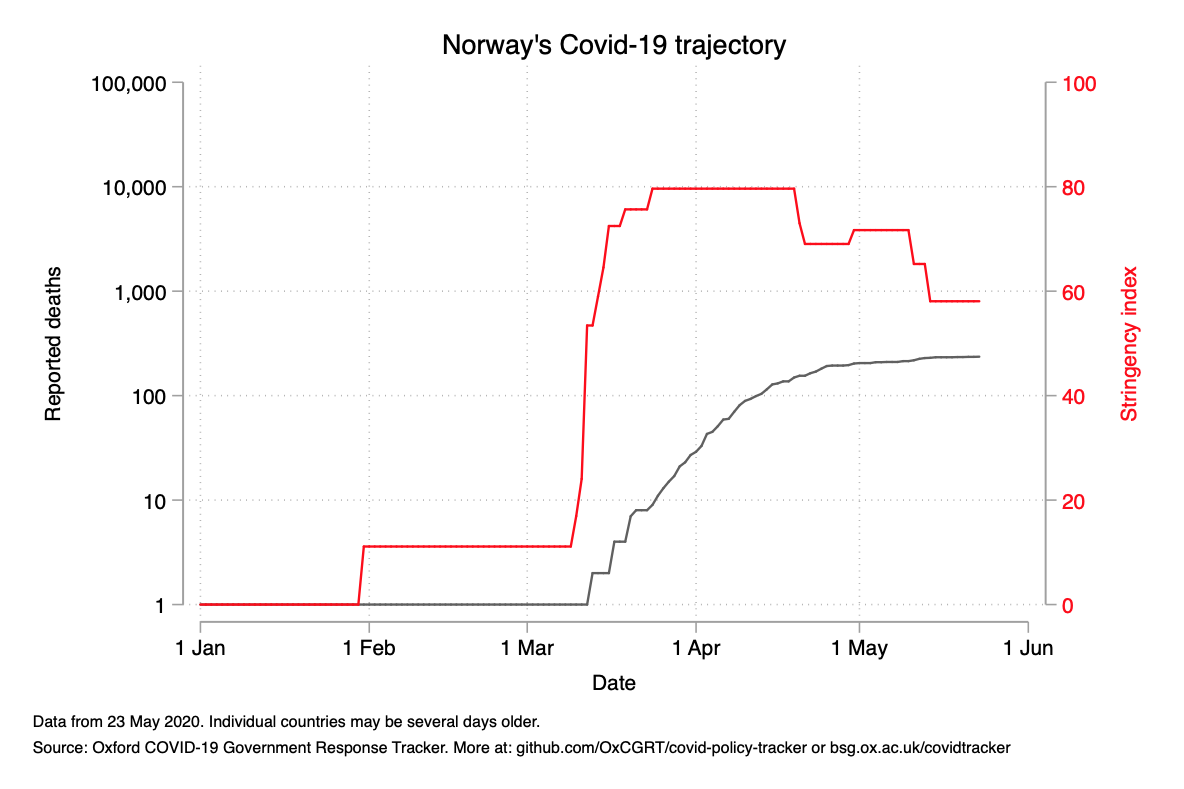 Norway's Covid-19 trajectory
100,000
10,000
1,000
100
10
1
Reported deaths
100
80
60
40
20
0
Stringency index
1 Jan
1 Feb
1 Mar
1 Apr
1 May
1 Jun
Date
Data from 23 May 2020. Individual countries may be several days older.
Source: Oxford COVID-19 Government Response Tracker. More at: github.com/OxCGRT/covid-policy-tracker or bsg.ox.ac.uk/covidtracker